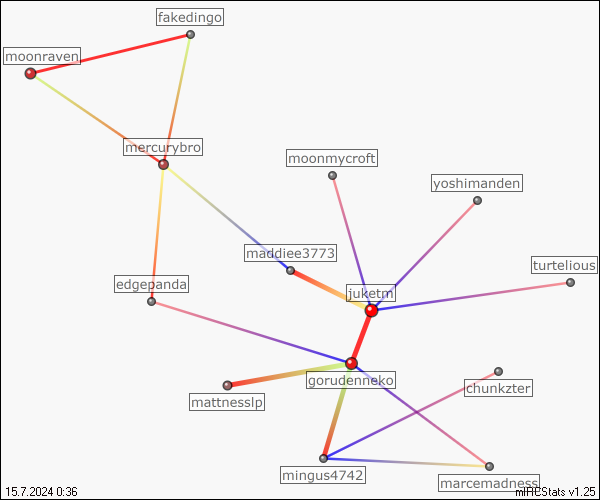 fakedingo
moonraven
mercurybro
moonmycroft
yoshimanden
maddiee3773
turtelious
edgepanda
juketm
gorudenneko
chunkzter
mattnesslp
mingus4742
marcemadness
15.7.2024 0:36
mIRCStats v1.25